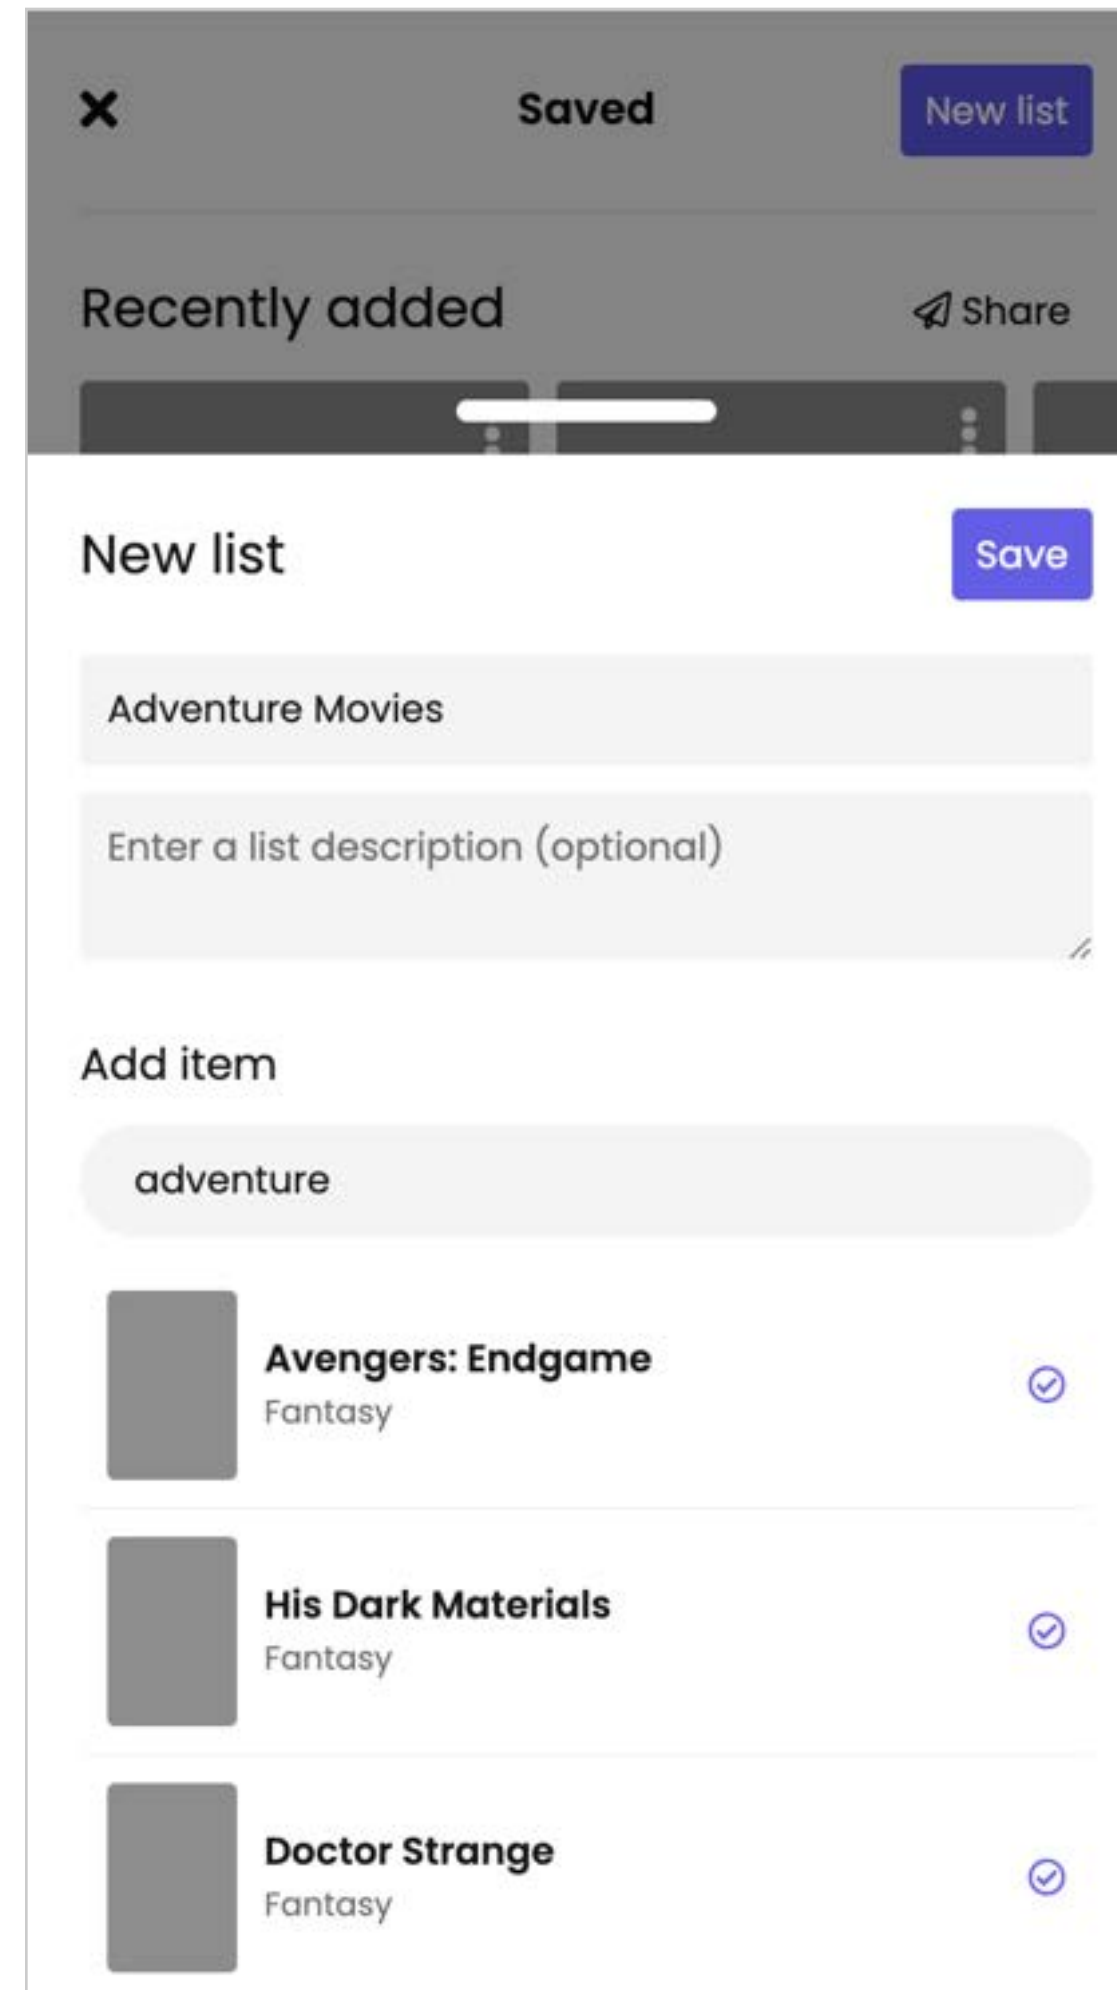 Saved
New list
Recently added
Share
New list
Save
Adventure Movies
Enter a list description (optional)
Add item
adventure
Avengers: Endgame
Fantasy
His Dark Materials
Fantasy
Doctor Strange
Fantasy